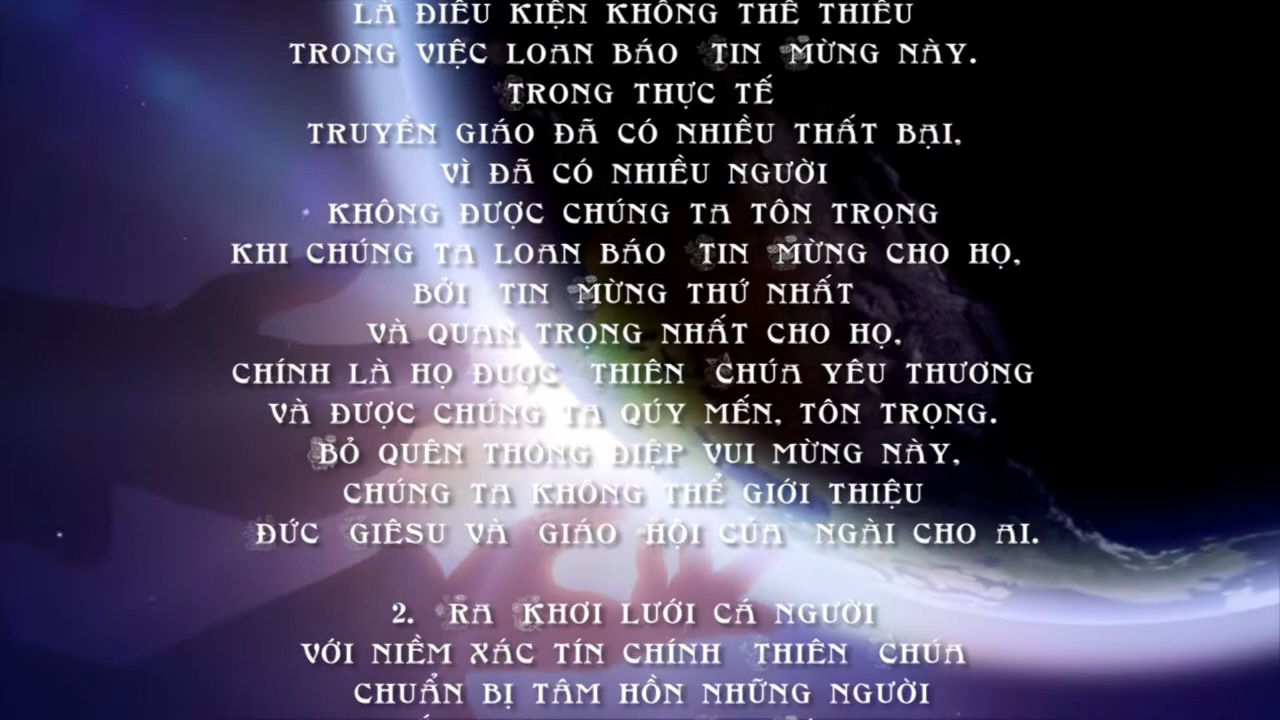 LÀ ĐIỀU KIỆN KHÔNG THỂ THIẾU
TRONG VIỆC LOAN BÁO TIN MỪNG NÀY.
TRONG THỰC TẾ
TRUYỀN GIÁO ĐÃ CÓ NHIỀU THẤT BẠI,
VÌ ĐÃ CÓ NHIỀU NGƯỜI
KHÔNG ĐƯỢC CHÚNG TA TÔN TRỌNG
KHI CHÚNG TA LOAN BÁO TIN MỪNG CHO HỌ,
BỞI TIN MỪNG THỨ NHẤT
VÀ QUAN TRỌNG NHẤT CHO HỌ,
CHÍNH LÀ HỌ ĐƯỢC THIÊN CHÚA YÊU THƯƠNG
VÀ ĐƯỢC CHÚNG TA QÚY MẾN, TÔN TRỌNG.
BỎ QUÊN THÔNG ĐIỆP VUI MỪNG NÀY,
CHÚNG TA KHÔNG THỂ GIỚI THIỆU
ĐỨC GIÊSU VÀ GIÁO HỘI CỦA NGÀI CHO AI.
2. RA KHƠI LƯỚI CÁ NGƯỜI
VỚI NIỀM XÁC TÍN CHÍNH THIÊN CHÚA
CHUẨN BỊ TÂM HỒN NHỮNG NGƯỜI